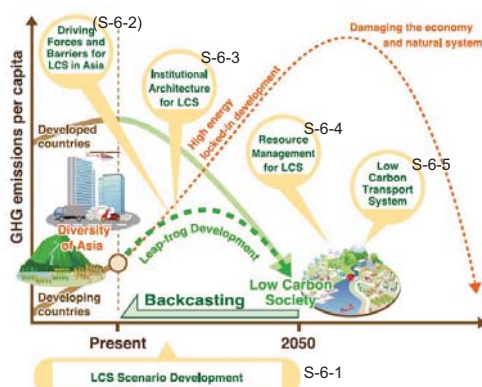 (S-6-2)
Driving
Forces and
Barriers for
LCS in Asia
S-6-3
Institutional
Architecture
for LCS
Damaging the economy
and natural system
High energy
locked-in development
S-6-4
Resource
Management
for LCS
S-6-5
Low
Carbon
Transport
System
GHG emissions per capita
Developed
countries
Diversity
of Asia
Leap-frog Development
Low Carbon
Society
Developing
countries
Backcasting
Present
2050
LCS Scenario Development
S-6-1